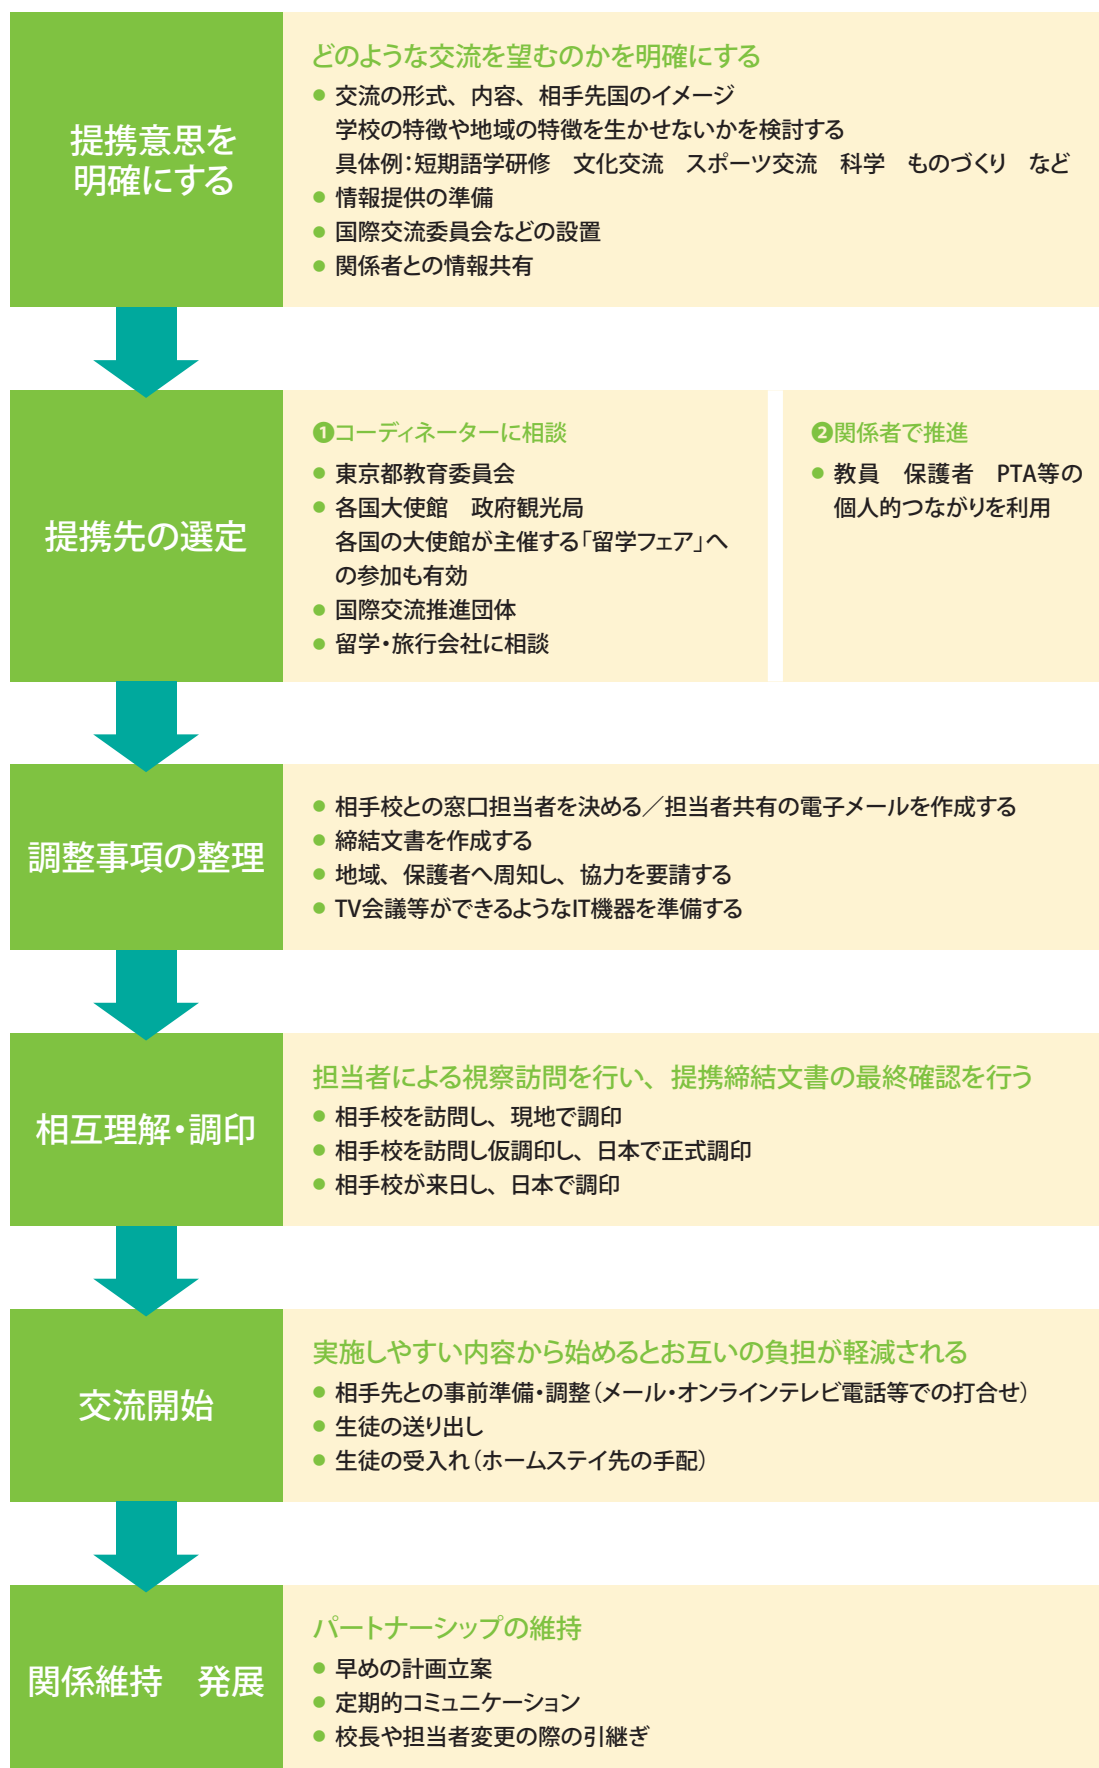 提携意思を
明確にする
どのような交流を望むのかを明確にする
● 交流の形式、内容、相手先国のイメージ
学校の特徴や地域の特徴を生かせないかを検討する
具体例：短期語学研修　文化交流　スポーツ交流　科学　ものづくり　など
● 情報提供の準備
● 国際交流委員会などの設置
● 関係者との情報共有
提携先の選定
❶コーディネーターに相談
● 東京都教育委員会
● 各国大使館　政府観光局
各国の大使館が主催する「留学フェア」へ
の参加も有効
● 国際交流推進団体
● 留学・旅行会社に相談
❷関係者で推進
● 教員　保護者　PTA等の
個人的つながりを利用
調整事項の整理
● 相手校との窓口担当者を決める／担当者共有の電子メールを作成する
● 締結文書を作成する
● 地域、保護者へ周知し、協力を要請する
● TV会議等ができるようなIT機器を準備する
相互理解・調印
担当者による視察訪問を行い、提携締結文書の最終確認を行う
● 相手校を訪問し、現地で調印
● 相手校を訪問し仮調印し、日本で正式調印
● 相手校が来日し、日本で調印
交流開始
実施しやすい内容から始めるとお互いの負担が軽減される
● 相手先との事前準備・調整（メール・オンラインテレビ電話等での打合せ）
● 生徒の送り出し
● 生徒の受入れ（ホームステイ先の手配）
関係維持　発展
パートナーシップの維持
● 早めの計画立案
● 定期的コミュニケーション
● 校長や担当者変更の際の引継ぎ